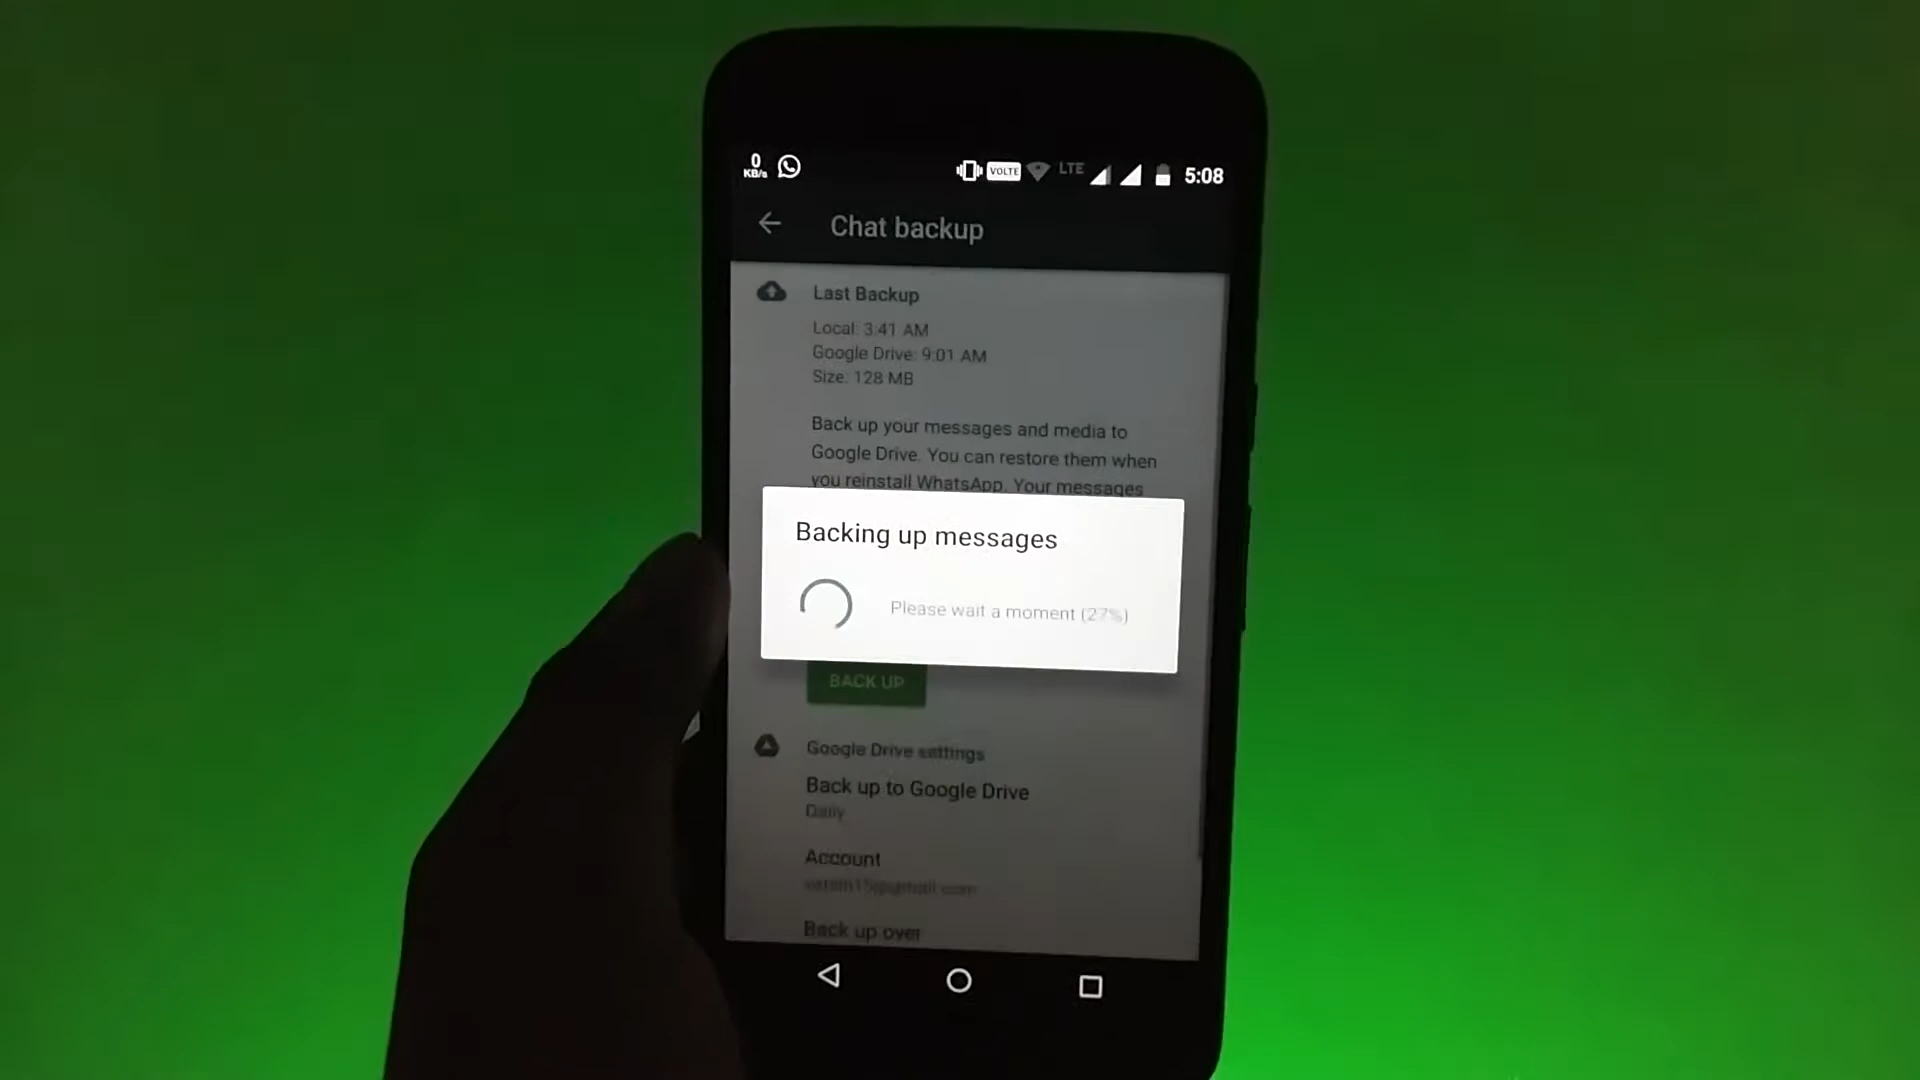 0
KB/s
VOLTE
LTE
5:08
Chat backup
Last Backup
Local: 3:41 AM
Google Drive: 9:01 AM
Size: 128 MB
Back up your messages and media to
Google Drive. You can restore them when
you reinstall WhatsApp. Your messages
Backing up messages
Please wait a moment (27%)
BACK UP
Google Drive settings
Back up to Google Drive
Daily
Account
Back up over